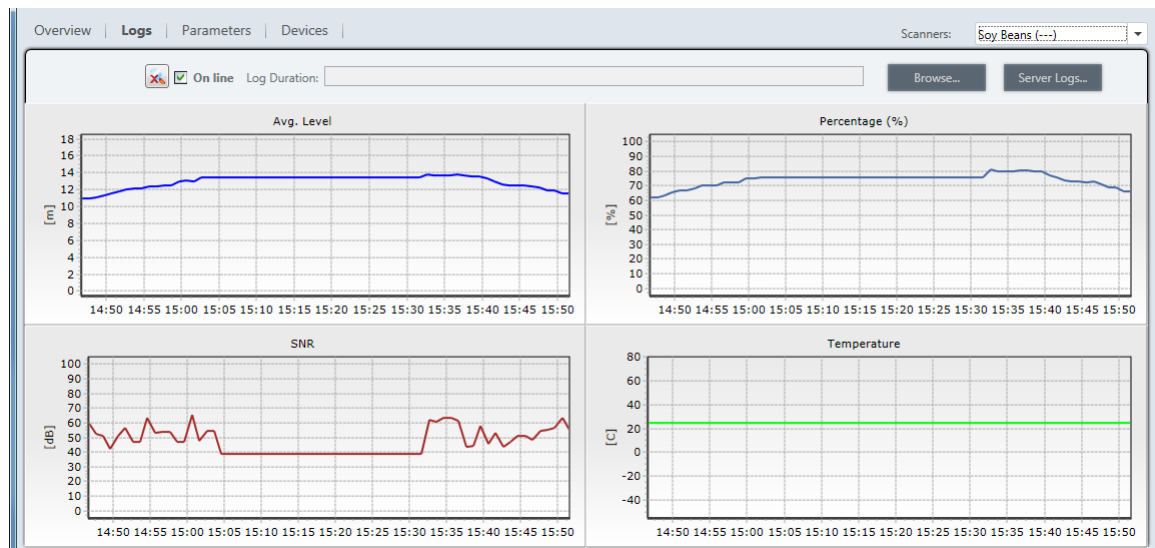 Overview | Logs | Parameters | Devices |
Scanners: Soy Beans (---)
On line Log Duration: Browse... Server Logs...
Avg. Level
18
16
14
12
10
8
6
4
2
0
[m]
14:50 14:55 15:00 15:05 15:10 15:15 15:20 15:25 15:30 15:35 15:40 15:45 15:50
Percentage (%)
100
90
80
70
60
50
40
30
20
10
0
[%]
14:50 14:55 15:00 15:05 15:10 15:15 15:20 15:25 15:30 15:35 15:40 15:45 15:50
SNR
100
90
80
70
60
50
40
30
20
10
0
[dB]
14:50 14:55 15:00 15:05 15:10 15:15 15:20 15:25 15:30 15:35 15:40 15:45 15:50
Temperature
80
60
40
20
0
-20
-40
[C]
14:50 14:55 15:00 15:05 15:10 15:15 15:20 15:25 15:30 15:35 15:40 15:45 15:50